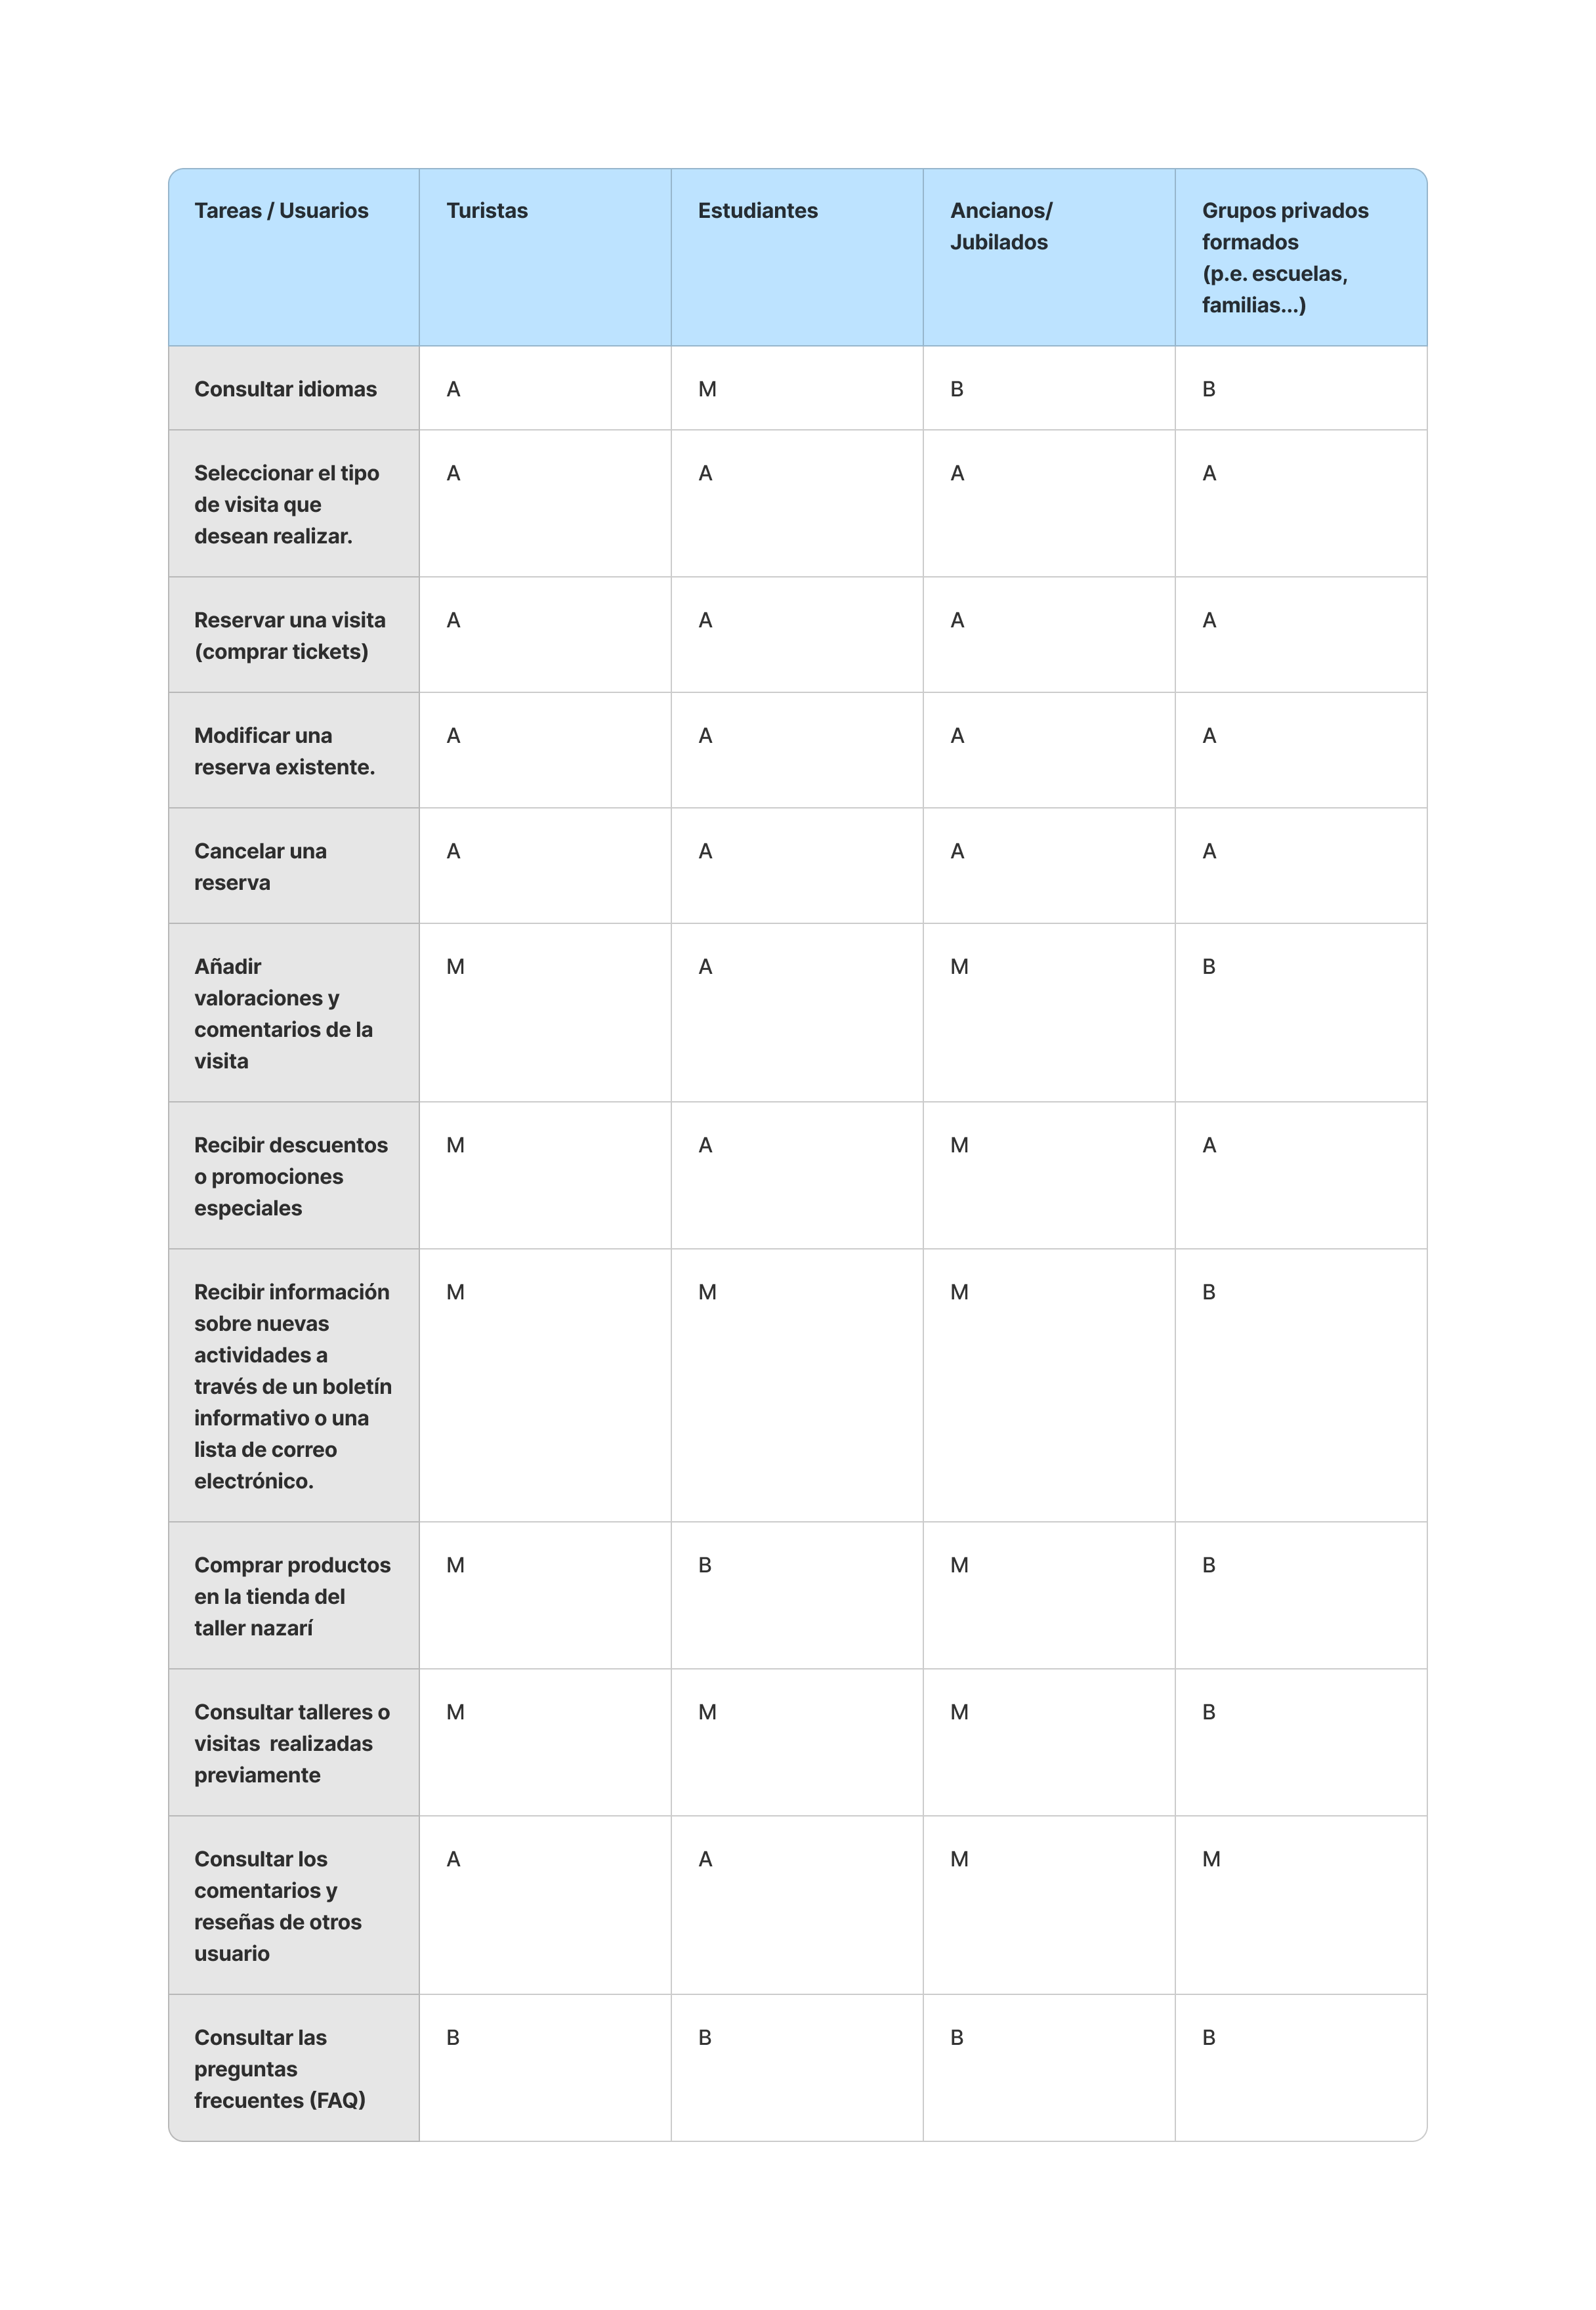 Tareas / Usuarios
Turistas
Estudiantes
Ancianos/
Jubilados
Grupos privados
formados
(p.e. escuelas,
familias...)
Consultar idiomas
A
M
B
B
Seleccionar el tipo
de visita que
desean realizar.
A
A
A
A
Reservar una visita
(comprar tickets)
A
A
A
A
Modificar una
reserva existente.
A
A
A
A
Cancelar una
reserva
A
A
A
A
Añadir
valoraciones y
comentarios de la
visita
M
A
M
B
Recibir descuentos
o promociones
especiales
M
A
M
A
Recibir información
sobre nuevas
actividades a
través de un boletín
informativo o una
lista de correo
electrónico.
M
M
M
B
Comprar productos
en la tienda del
taller nazarí
M
B
M
B
Consultar talleres o
visitas  realizadas
previamente
M
M
M
B
Consultar los
comentarios y
reseñas de otros
usuario
A
A
M
M
Consultar las
preguntas
frecuentes (FAQ)
B
B
B
B